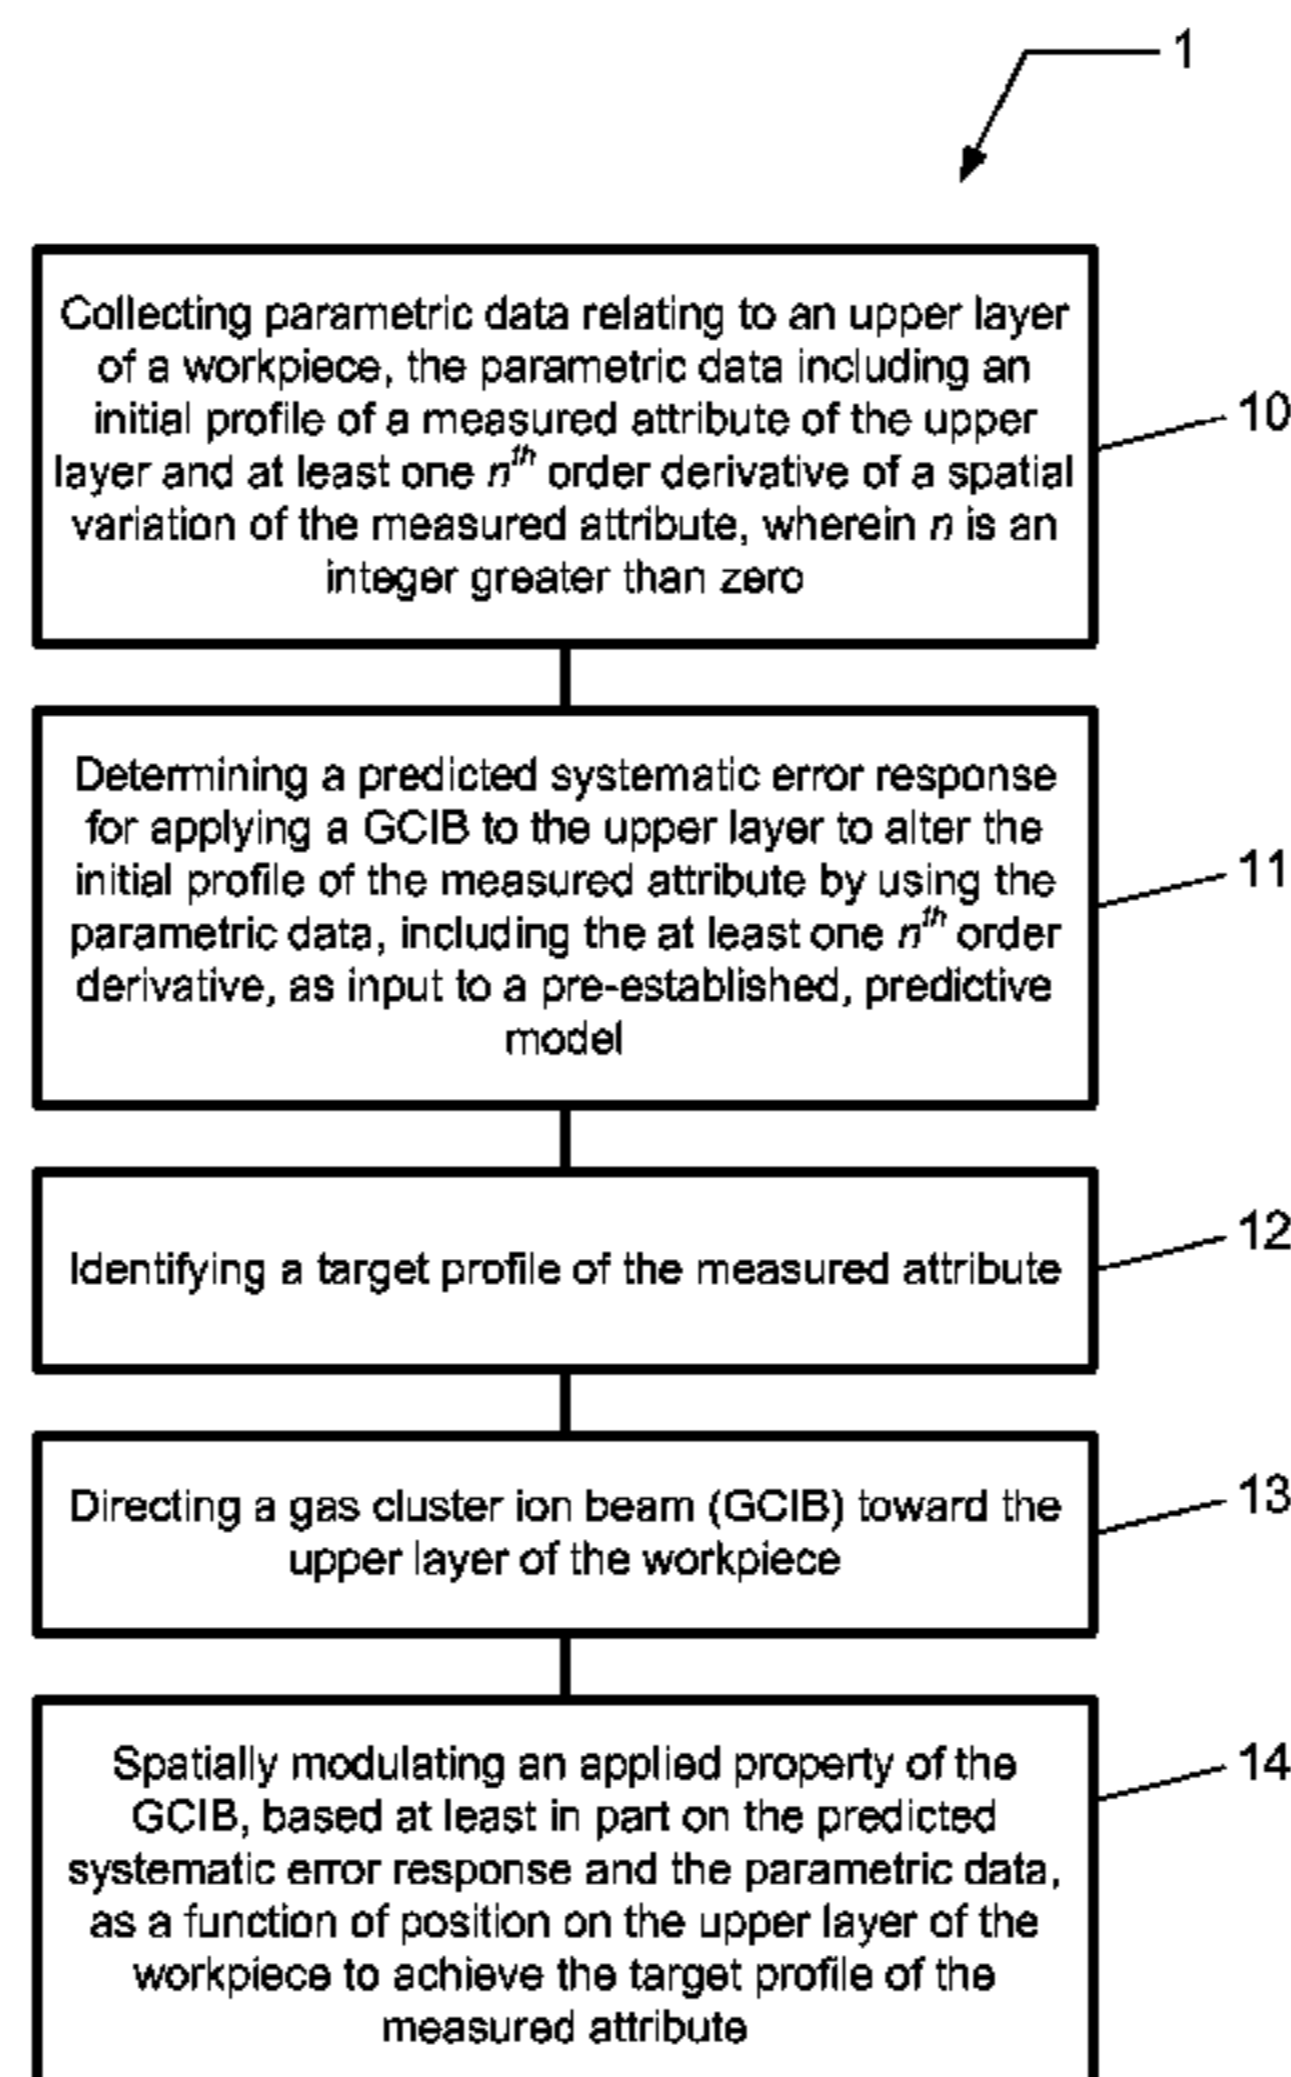 1
Collecting parametric data relating to an upper layer
of a workpiece, the parametric data including an
initial profile of a measured attribute of the upper
layer and at least one nth order derivative of a spatial
variation of the measured attribute, wherein n is an
integer greater than zero
10
Determining a predicted systematic error response
for applying a GCIB to the upper layer to alter the
initial profile of the measured attribute by using the
parametric data, including the at least one nth order
derivative, as input to a pre-established, predictive
model
11
Identifying a target profile of the measured attribute
12
Directing a gas cluster ion beam (GCIB) toward the
upper layer of the workpiece
13
Spatially modulating an applied property of the
GCIB, based at least in part on the predicted
systematic error response and the parametric data,
as a function of position on the upper layer of the
workpiece to achieve the target profile of the
measured attribute
14